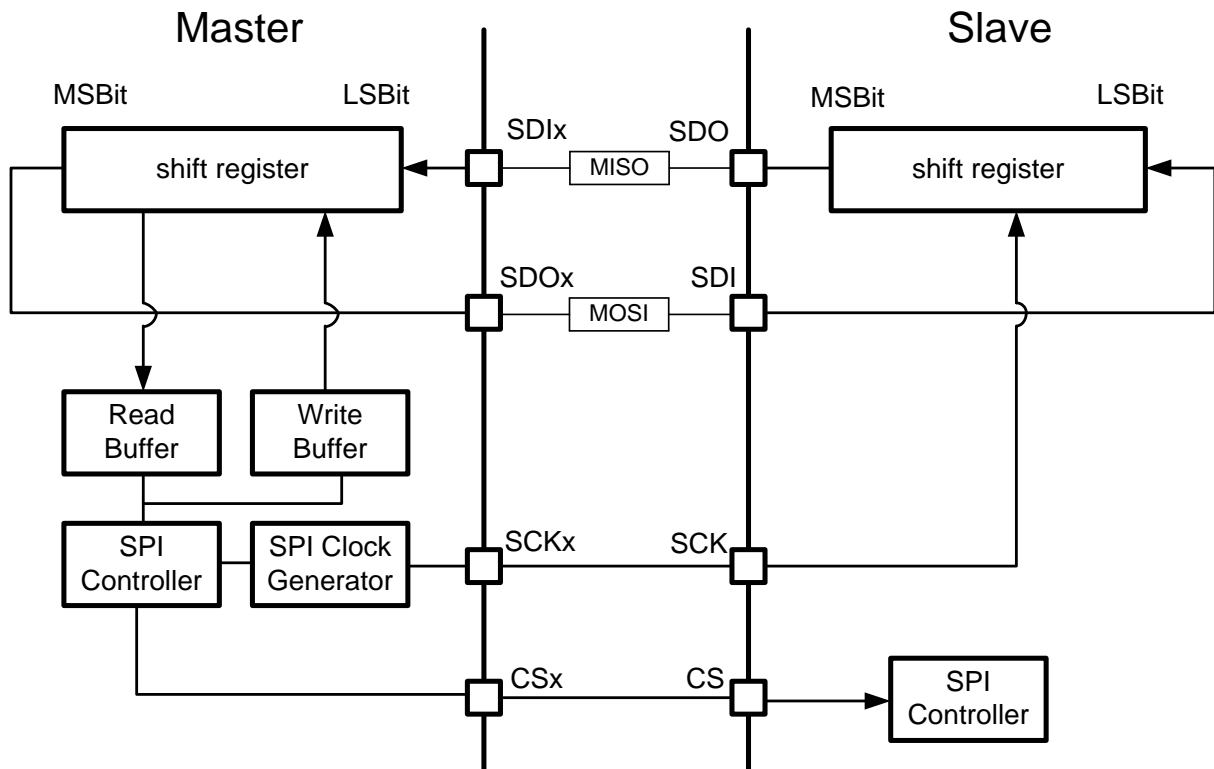 Master
Slave
MSBit
LSBit
MSBit
LSBit
SDIx
SDO
shift register
MISO
shift register
SDOx
SDI
MOSI
Read
Buffer
Write
Buffer
SPI
Controller
SPI Clock
Generator
SCKx
SCK
CSx
CS
SPI
Controller